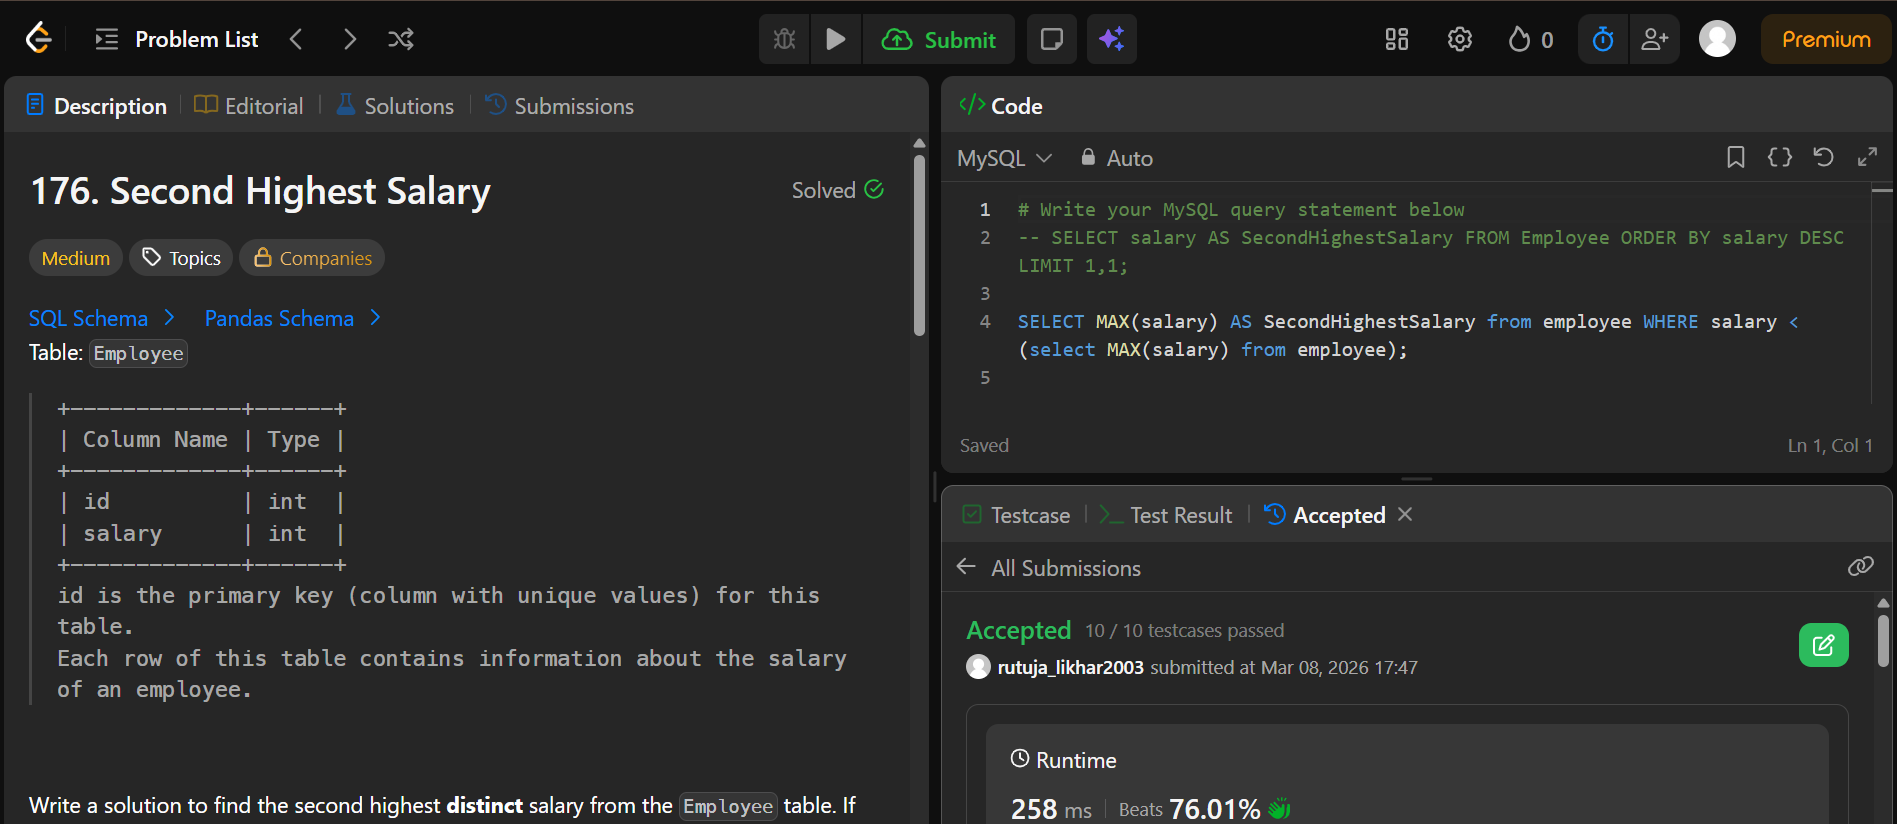 Problem List
Submit
0
Premium
Description
Editorial
Solutions
Submissions
176. Second Highest Salary
Solved
Medium
Topics
Companies
SQL Schema
Pandas Schema
Table: Employee
+-------------+------+
| Column Name | Type |
+-------------+------+
| id          | int  |
| salary      | int  |
+-------------+------+
id is the primary key (column with unique values) for this
table.
Each row of this table contains information about the salary
of an employee.
Write a solution to find the second highest distinct salary from the Employee table. If
</> Code
MySQL
Auto
{}
1 # Write your MySQL query statement below
2 -- SELECT salary AS SecondHighestSalary FROM Employee ORDER BY salary DESC
LIMIT 1,1;
3
4 SELECT MAX(salary) AS SecondHighestSalary from employee WHERE salary <
(select MAX(salary) from employee);
5
Saved
Ln 1, Col 1
Testcase
Test Result
Accepted
All Submissions
Accepted 10 / 10 testcases passed
rutuja_likhar2003 submitted at Mar 08, 2026 17:47
Runtime
258 ms
Beats 76.01%